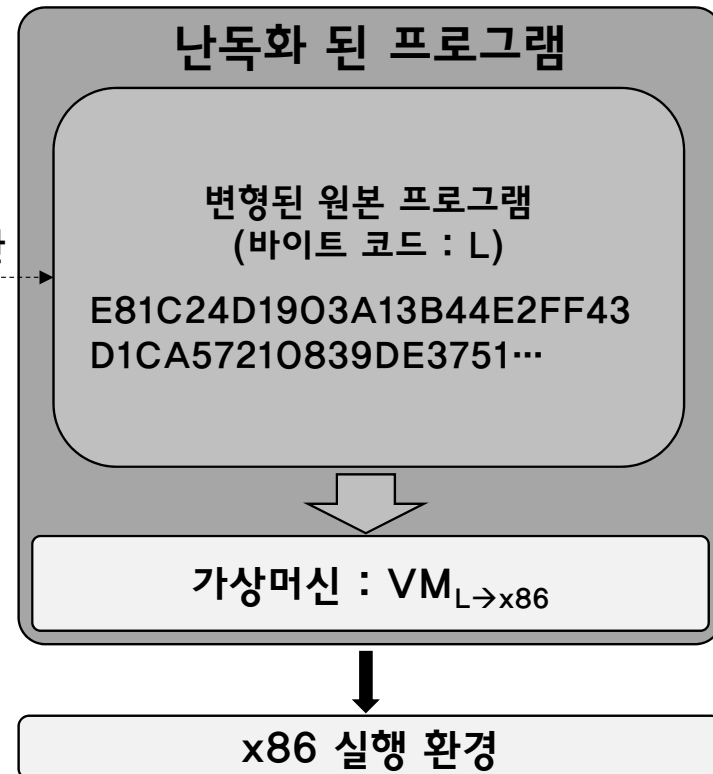 난독화 된 프로그램
변형된 원본 프로그램
(바이트 코드 : L)
E81C24D1903A13B44E2FF43
D1CA57210839DE3751…
가상머신 : VM_L→x86
x86 실행 환경